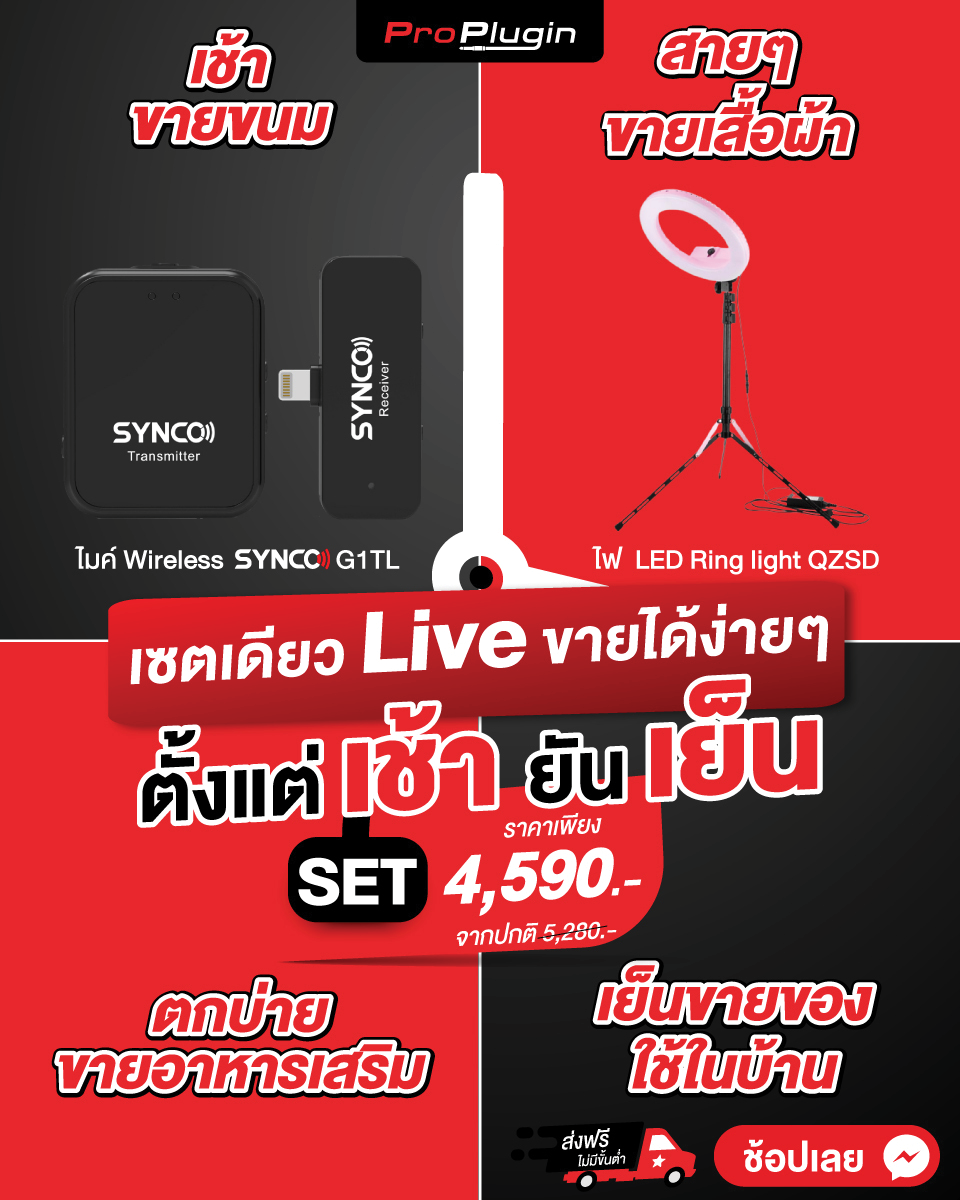 ProPlugin
เช้า
ขายขนม
สายๆ
ขายเสื้อผ้า
SYNCO
Transmitter
SYNCO
Receiver
ไมค์ Wireless SYNCO G1TL
ไฟ LED Ring light QZSD
เซตเดียว Live ขายได้ง่ายๆ
ตั้งแต่ เช้า ยัน เย็น
ราคาเพียง
SET 4,590.-
จากปกติ 5,280.-
ตกบ่าย
ขายอาหารเสริม
เย็นขายของ
ใช้ในบ้าน
ส่งฟรี
ไม่มีขั้นต่ำ
ช้อปเลย